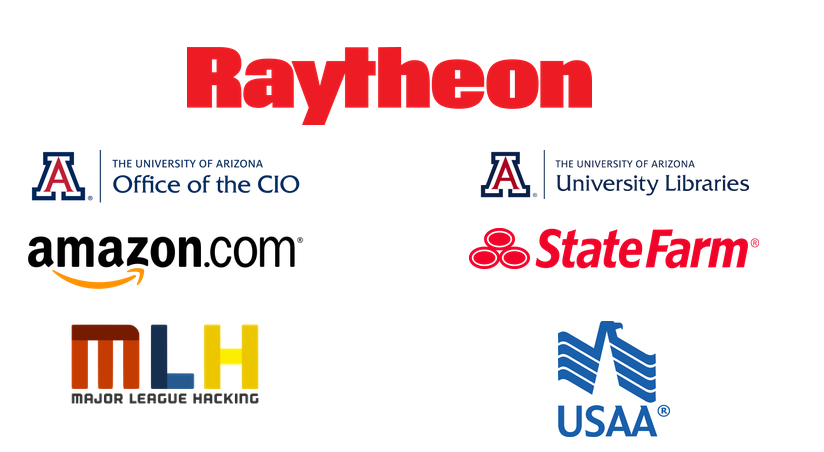 Raytheon
A ® THE UNIVERSITY OF ARIZONA
Office of the CIO
A ® THE UNIVERSITY OF ARIZONA
University Libraries
amazon.com®
State Farm®
MLH
MAJOR LEAGUE HACKING
USAA®